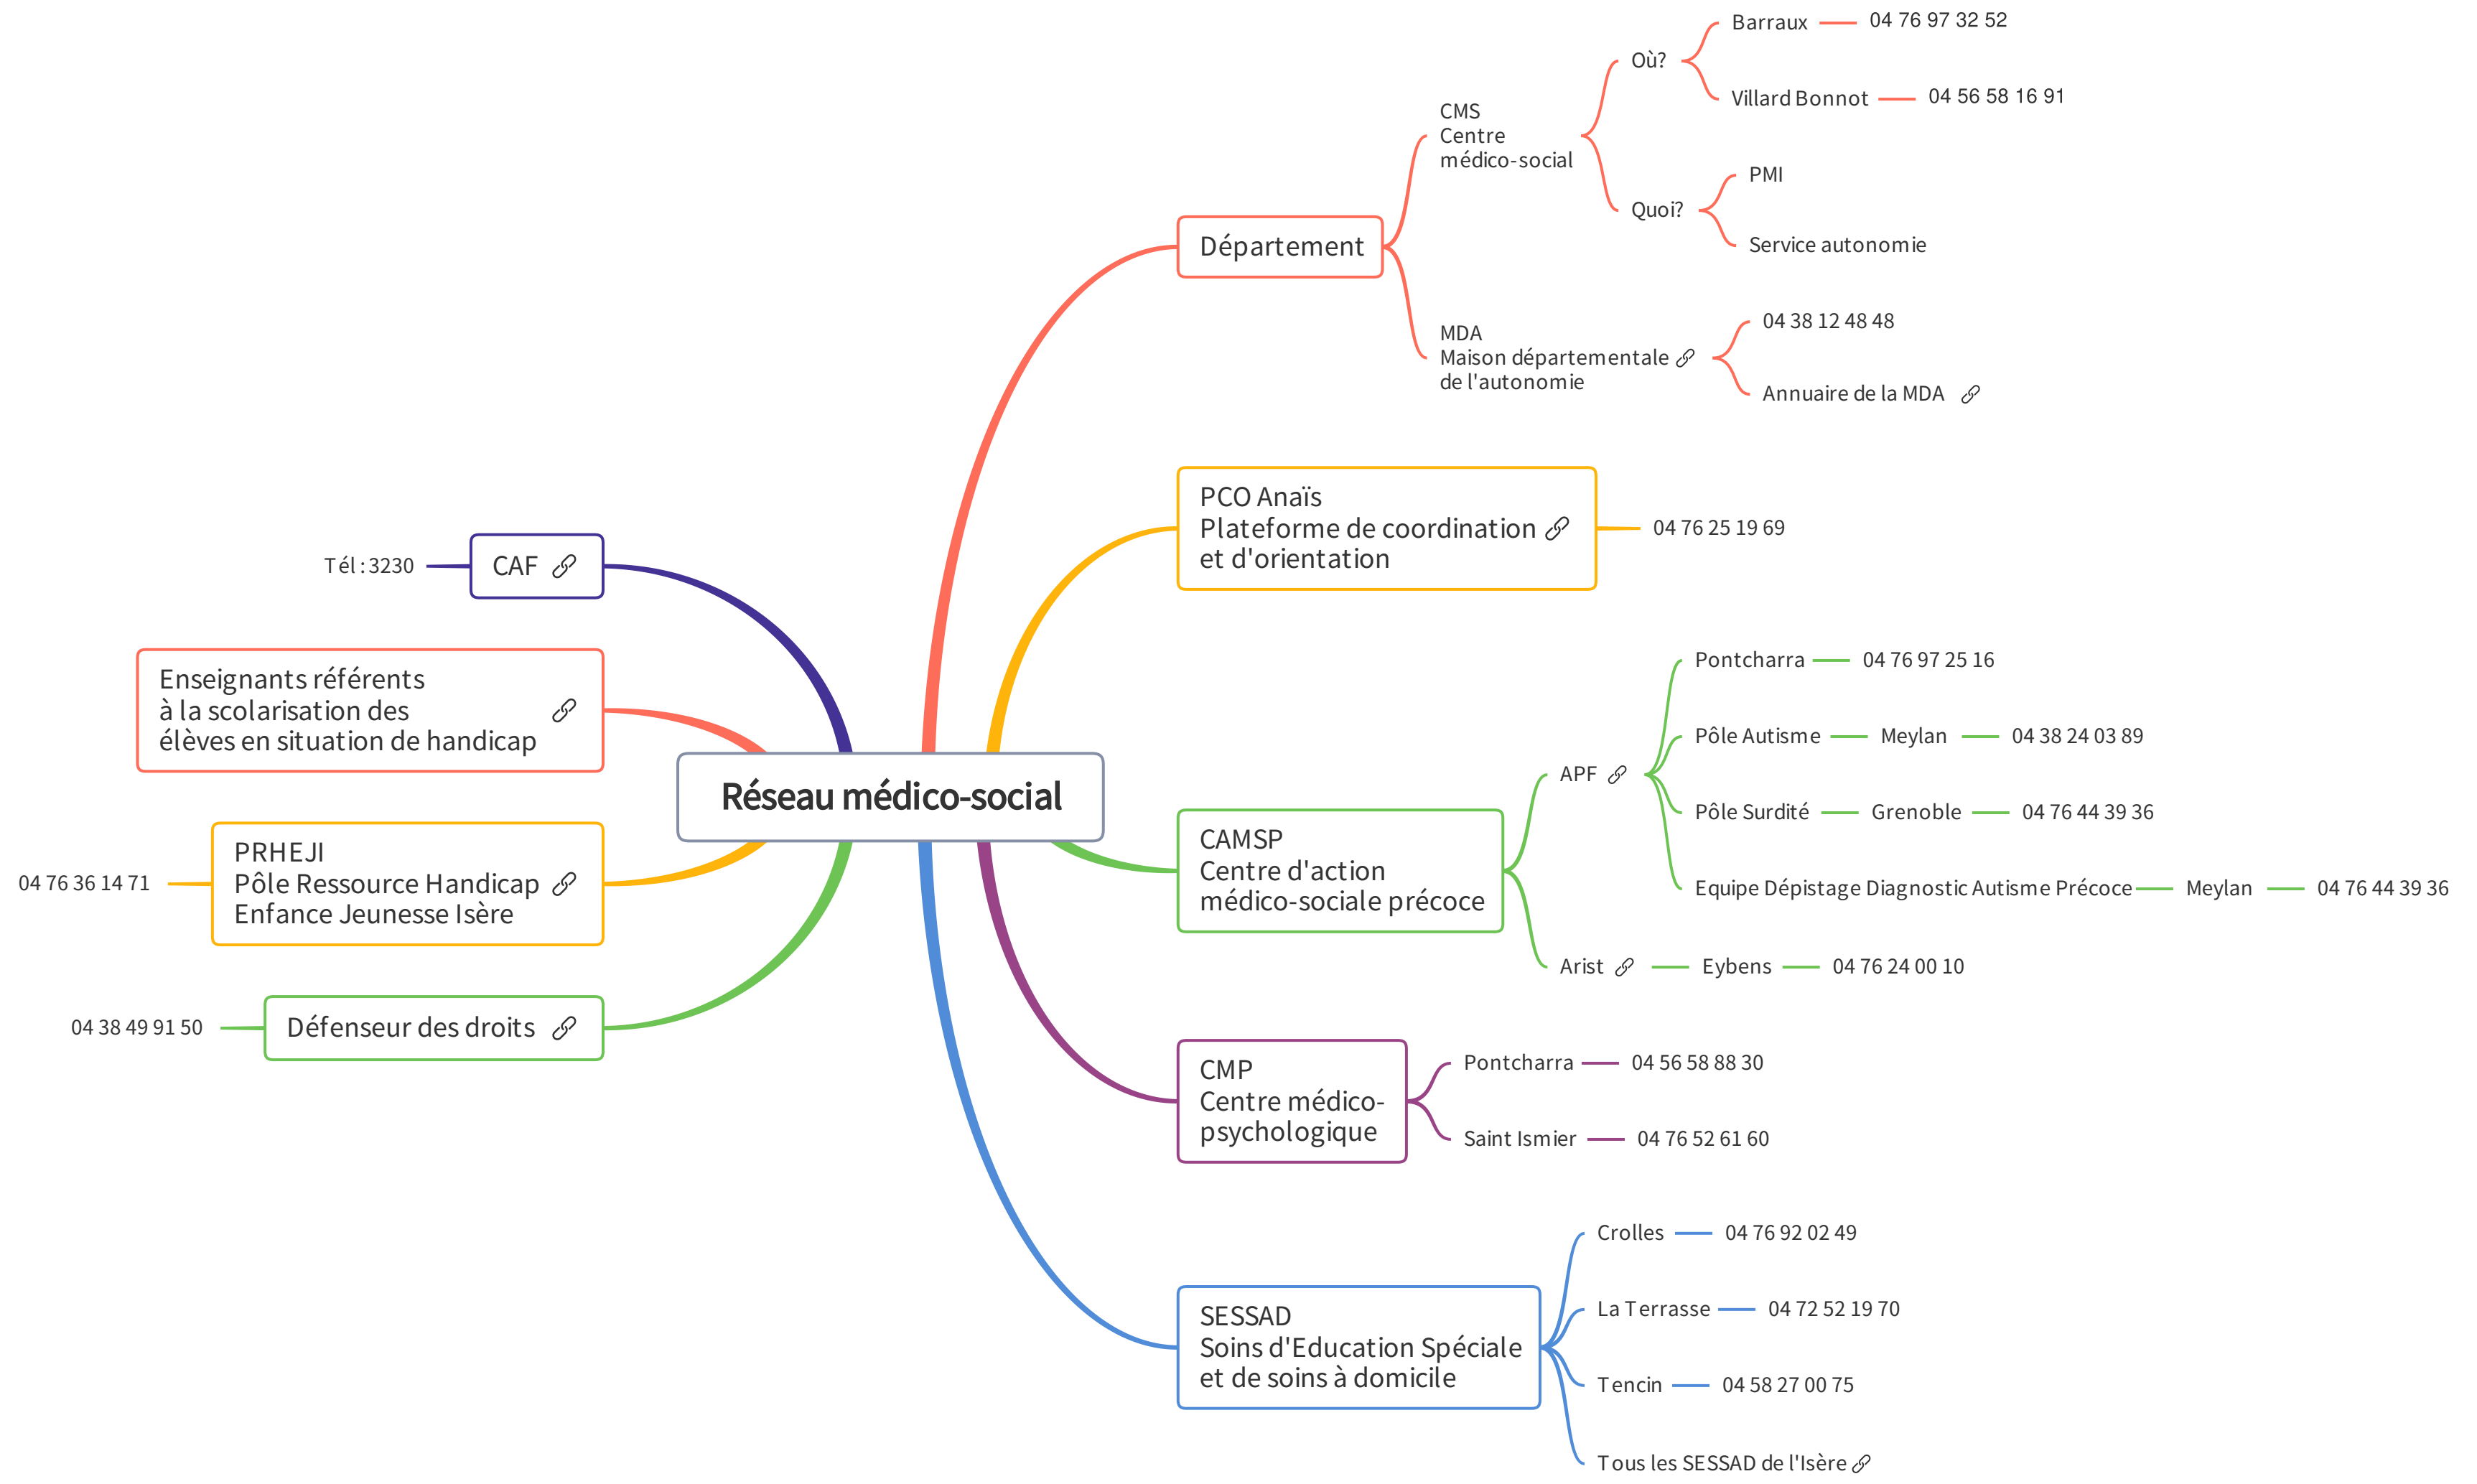 Réseau médico-social
Département
CMS
Centre
médico-social
Où?
Barraux
04 76 97 32 52
Villard Bonnot
04 56 58 16 91
Quoi?
PMI
Service autonomie
MDA
Maison départementale
de l'autonomie
04 38 12 48 48
Annuaire de la MDA
PCO Anaïs
Plateforme de coordination
et d'orientation
04 76 25 19 69
CAMSP
Centre d'action
médico-sociale précoce
APF
Pontcharra
04 76 97 25 16
Pôle Autisme
Meylan
04 38 24 03 89
Pôle Surdité
Grenoble
04 76 44 39 36
Equipe Dépistage Diagnostic Autisme Précoce
Meylan
04 76 44 39 36
Arist
Eybens
04 76 24 00 10
CMP
Centre médico-
psychologique
Pontcharra
04 56 58 88 30
Saint Ismier
04 76 52 61 60
SESSAD
Soins d'Education Spéciale
et de soins à domicile
Crolles
04 76 92 02 49
La Terrasse
04 72 52 19 70
Tencin
04 58 27 00 75
Tous les SESSAD de l'Isère
CAF
Tél : 3230
Enseignants référents
à la scolarisation des
élèves en situation de handicap
PRHEJI
Pôle Ressource Handicap
Enfance Jeunesse Isère
04 76 36 14 71
Défenseur des droits
04 38 49 91 50